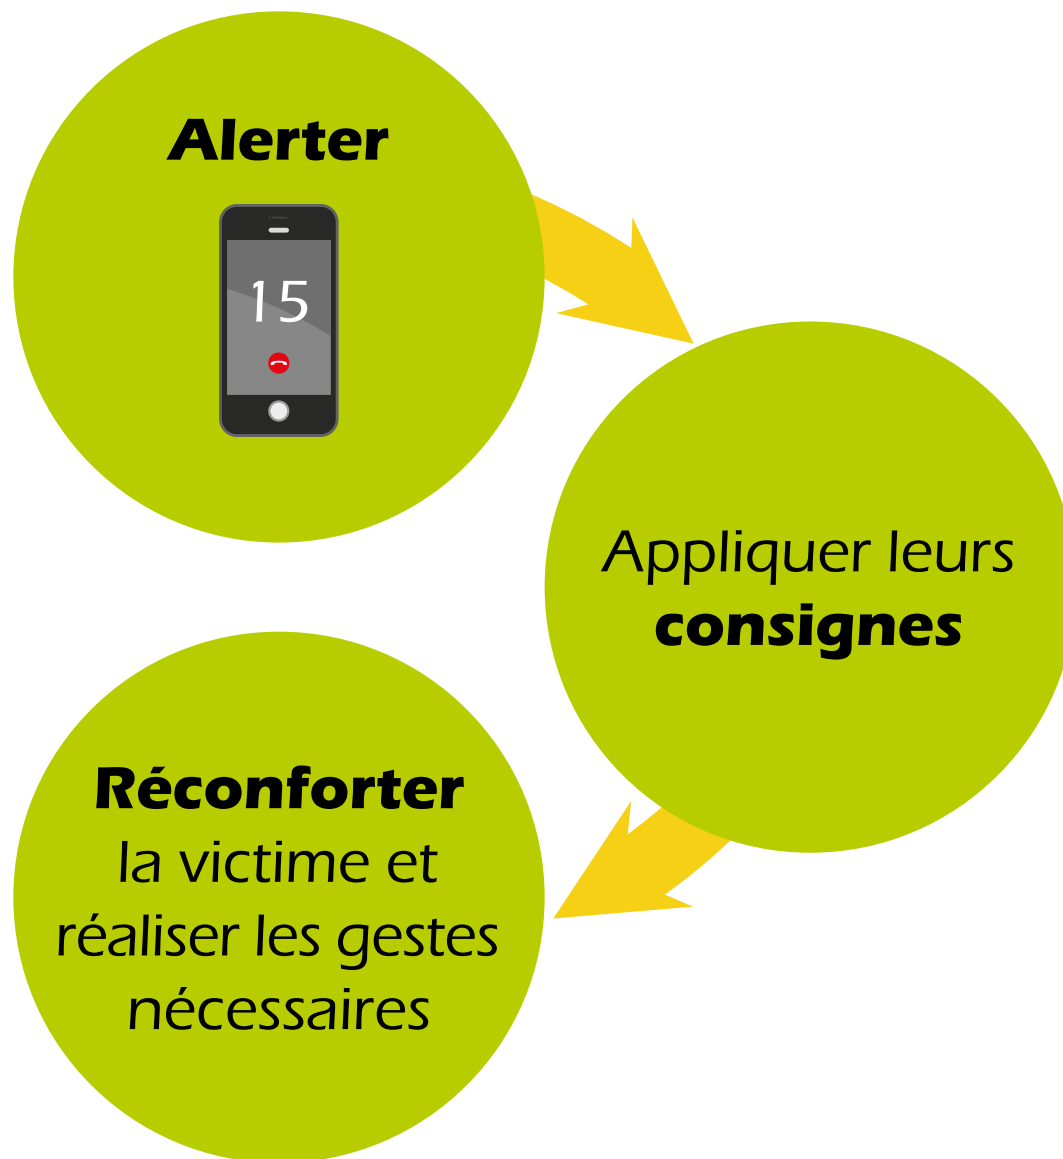 Alerter
15
Appliquer leurs
consignes
Réconforter
la victime et
réaliser les gestes
nécessaires